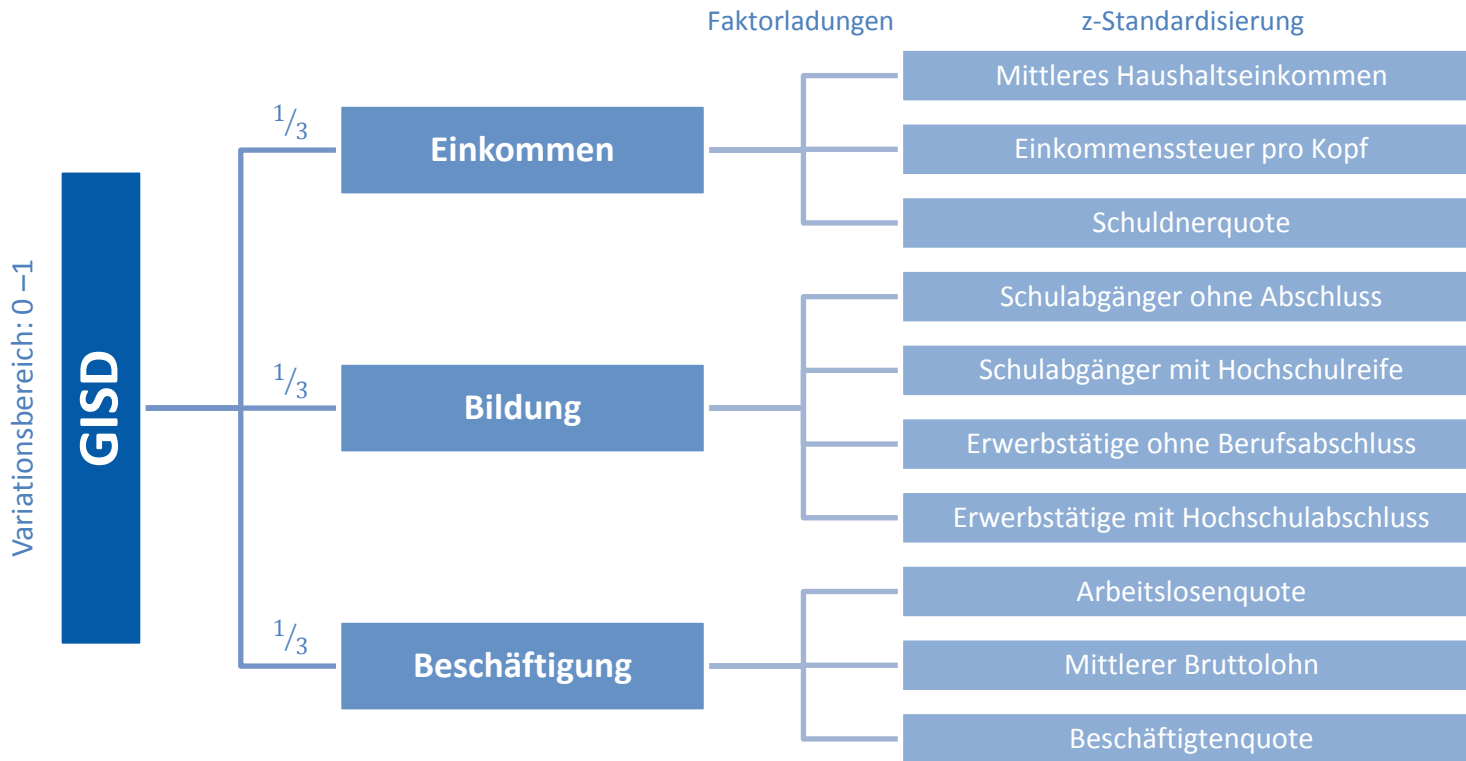 Faktorladungen
z-Standardisierung
Variationsbereich: 0 –1
GISD
1/3
Einkommen
Mittleres Haushaltseinkommen
Einkommenssteuer pro Kopf
Schuldnerquote
1/3
Bildung
Schulabgänger ohne Abschluss
Schulabgänger mit Hochschulreife
Erwerbstätige ohne Berufsabschluss
Erwerbstätige mit Hochschulabschluss
1/3
Beschäftigung
Arbeitslosenquote
Mittlerer Bruttolohn
Beschäftigtenquote